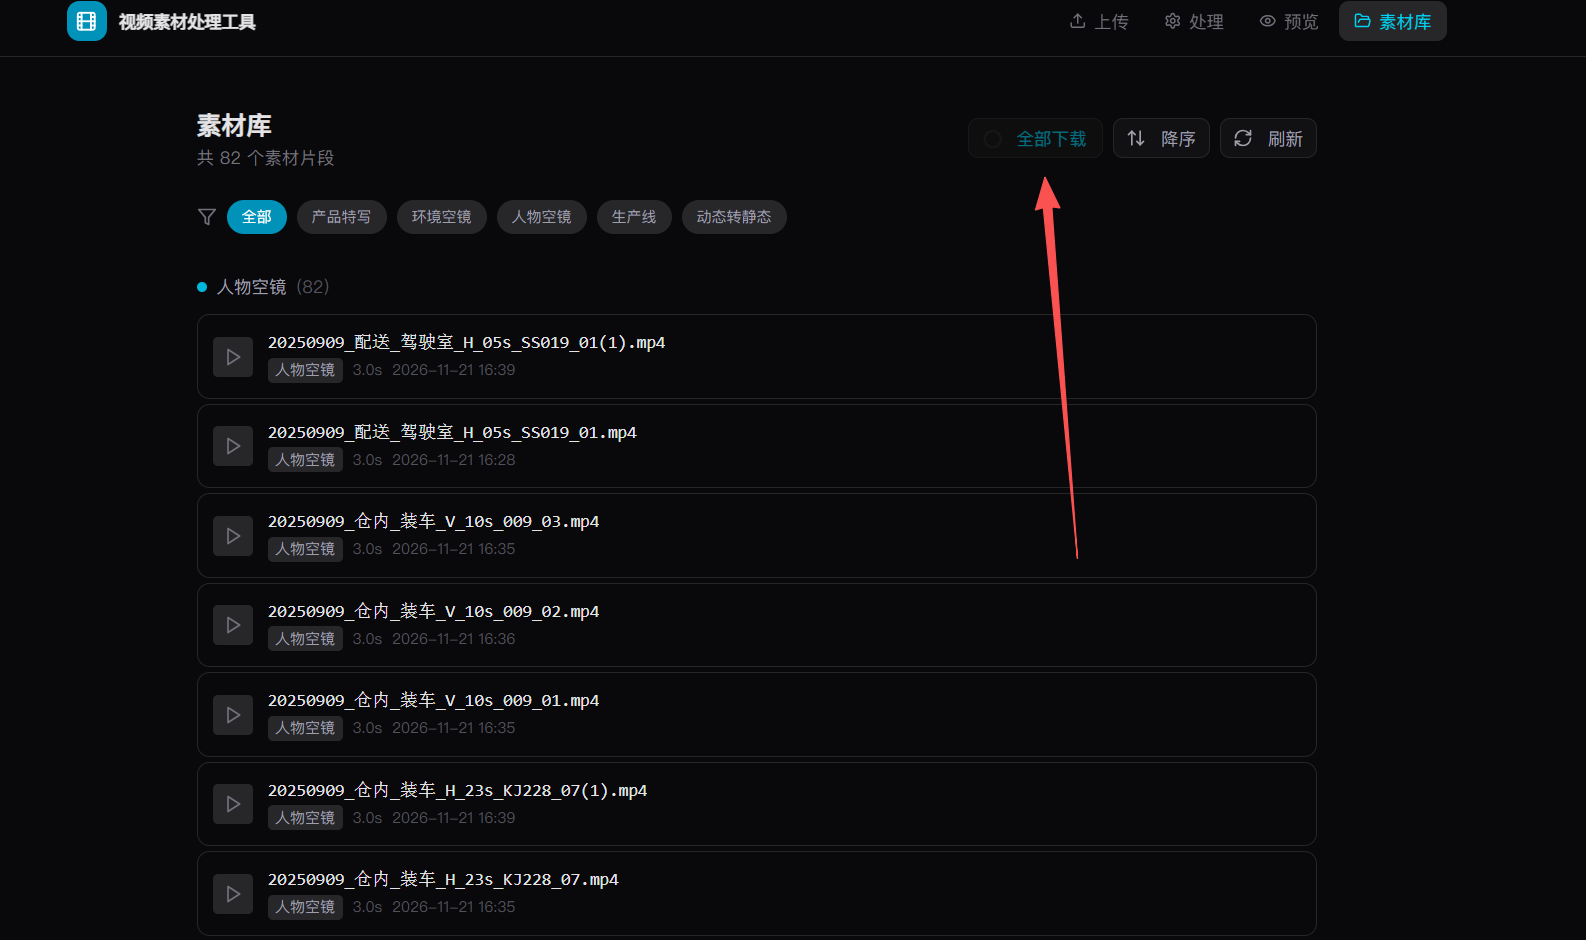 视频素材处理工具
上传 处理 预览 素材库
素材库
共 82 个素材片段
全部下载 降序 刷新
全部 产品特写 环境空镜 人物空镜 生产线 动态转静态
人物空镜 (82)
20250909_配送_驾驶室_H_05s_SS019_01(1).mp4
人物空镜 3.0s 2026-11-21 16:39
20250909_配送_驾驶室_H_05s_SS019_01.mp4
人物空镜 3.0s 2026-11-21 16:28
20250909_仓内_装车_V_10s_009_03.mp4
人物空镜 3.0s 2026-11-21 16:35
20250909_仓内_装车_V_10s_009_02.mp4
人物空镜 3.0s 2026-11-21 16:36
20250909_仓内_装车_V_10s_009_01.mp4
人物空镜 3.0s 2026-11-21 16:35
20250909_仓内_装车_H_23s_KJ228_07(1).mp4
人物空镜 3.0s 2026-11-21 16:39
20250909_仓内_装车_H_23s_KJ228_07.mp4
人物空镜 3.0s 2026-11-21 16:35